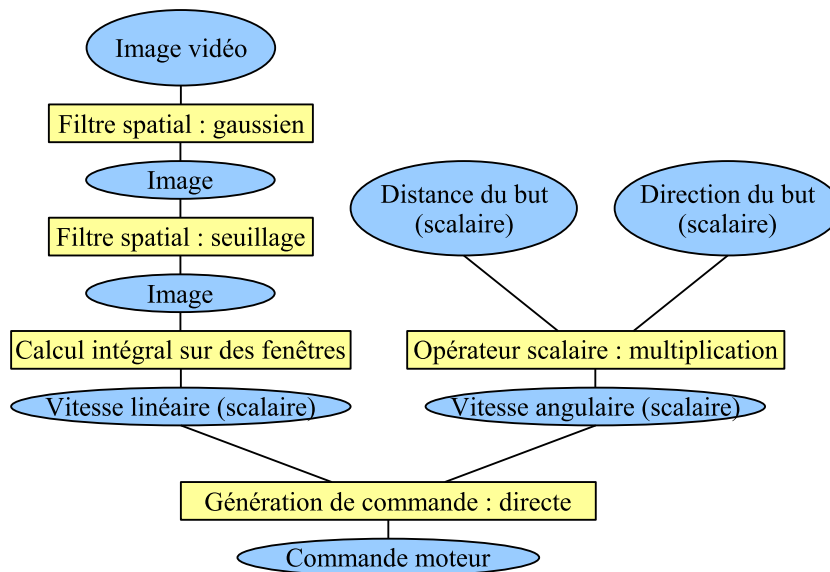 Image vidéo
Filtre spatial : gaussien
Image
Filtre spatial : seuillage
Image
Calcul intégral sur des fenêtres
Vitesse linéaire (scalaire)
Distance du but
(scalaire)
Direction du but
(scalaire)
Opérateur scalaire : multiplication
Vitesse angulaire (scalaire)
Génération de commande : directe
Commande moteur